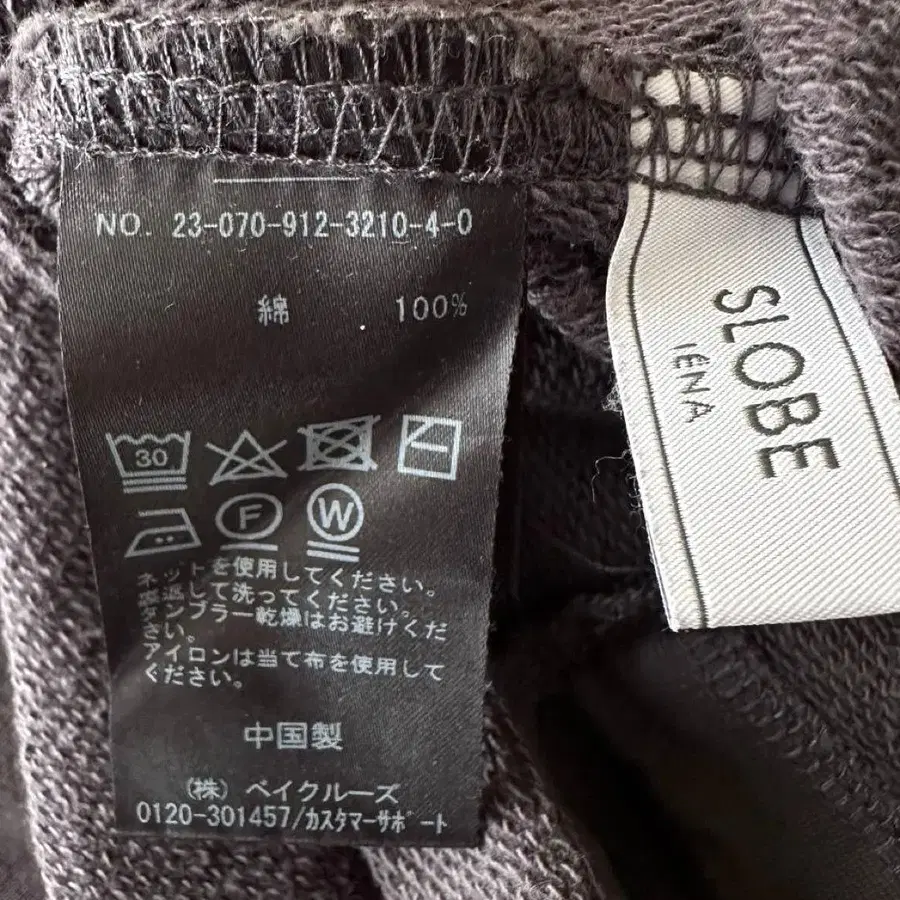 NO. 23-070-912-3210-4-0
綿 100%
30
F W
ネットを使用してください。
裏返して洗ってください。
タンブラー乾燥はお避けくだ
さい。
アイロンは当て布を使用して
ください。
中国製
(株) ベイクルーズ
0120-301457/カスタマーサポート
SLOBE
IÉNA